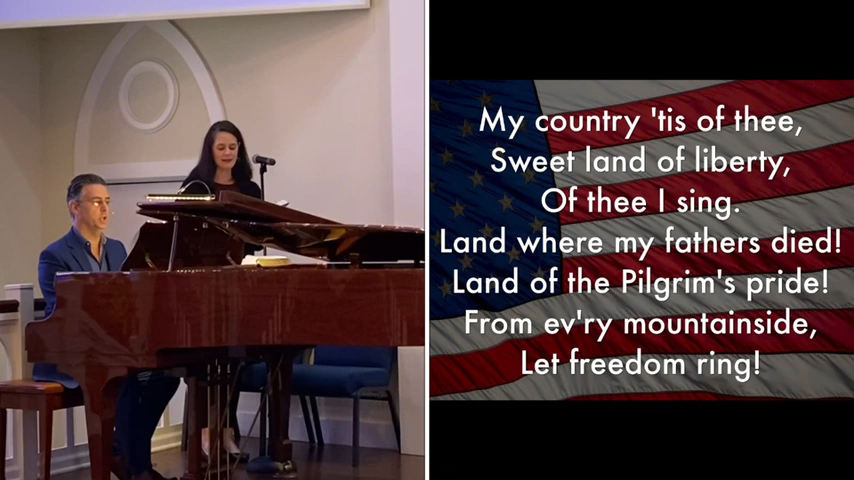 My country 'tis of thee,
Sweet land of liberty,
Of thee I sing.
Land where my fathers died!
Land of the Pilgrim's pride!
From ev'ry mountainside,
Let freedom ring!